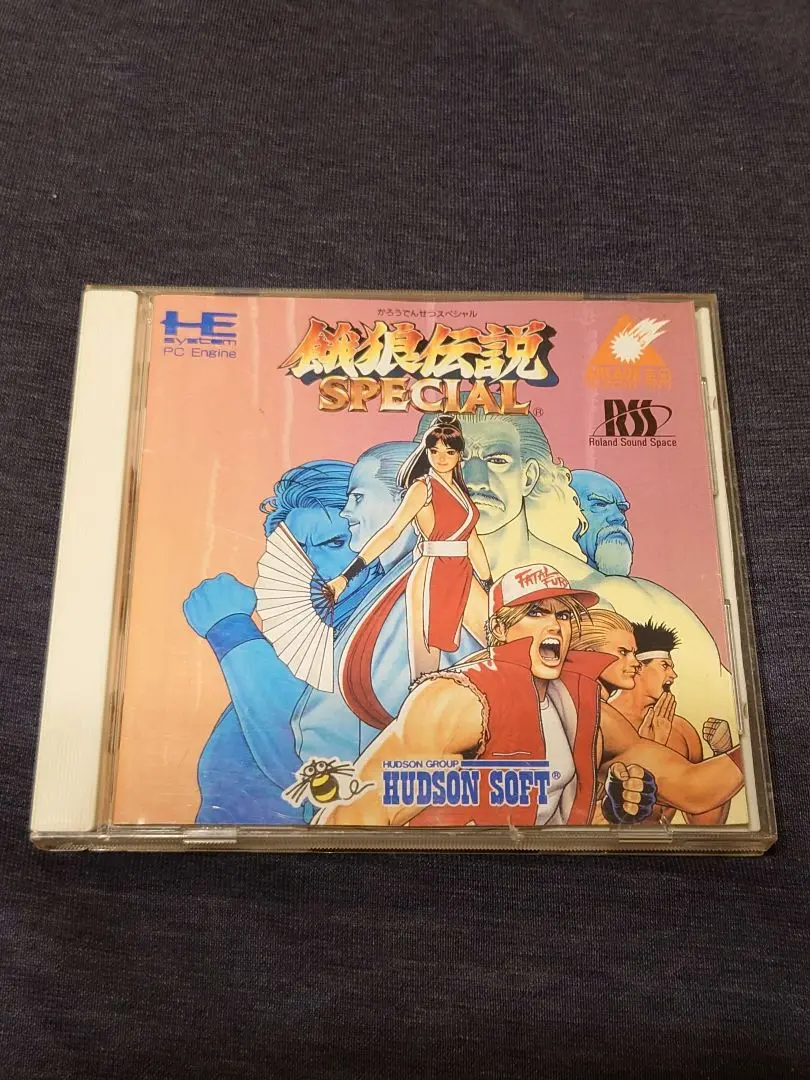 HE
system
PC Engine
がろうでんせつスペシャル
餓狼伝説
SPECIAL®
RSS
Roland Sound Space
FATAL
FURY
HUDSON GROUP
HUDSON SOFT®